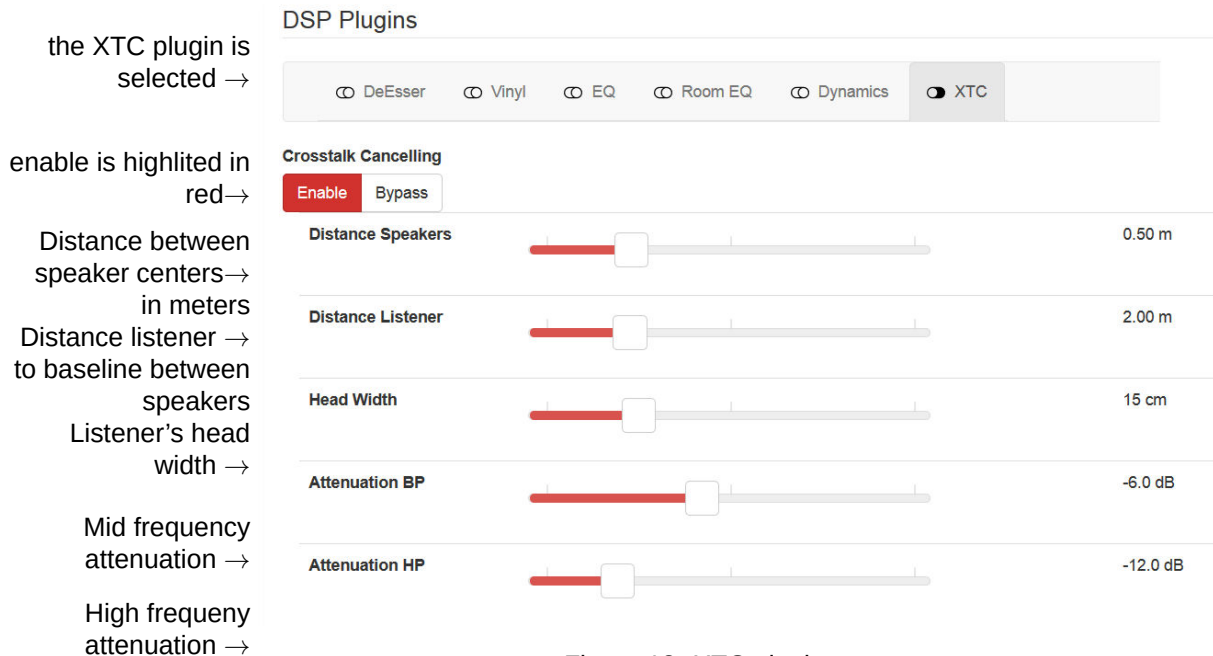 DSP Plugins
the XTC plugin is
selected →
DeEsser Vinyl EQ Room EQ Dynamics XTC
enable is highlited in
red→
Crosstalk Cancelling
Enable Bypass
Distance between
speaker centers→
in meters
Distance Speakers 0.50 m
Distance listener →
to baseline between
speakers
Distance Listener 2.00 m
Listener’s head
width →
Head Width 15 cm
Mid frequency
attenuation →
Attenuation BP -6.0 dB
High frequeny
attenuation →
Attenuation HP -12.0 dB